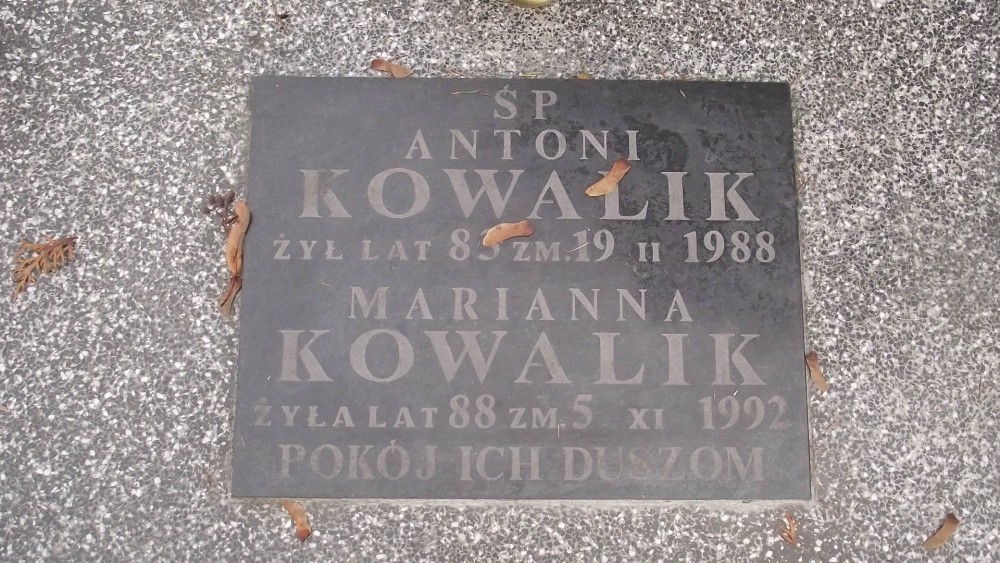 ŚP
ANTONI
KOWALIK
ŻYŁ LAT ZM. 19 II 1988
MARIANNA
KOWALIK
ŻYŁA LAT 88 ZM. 5 XI 1992
POKÓJ ICH DUSZOM